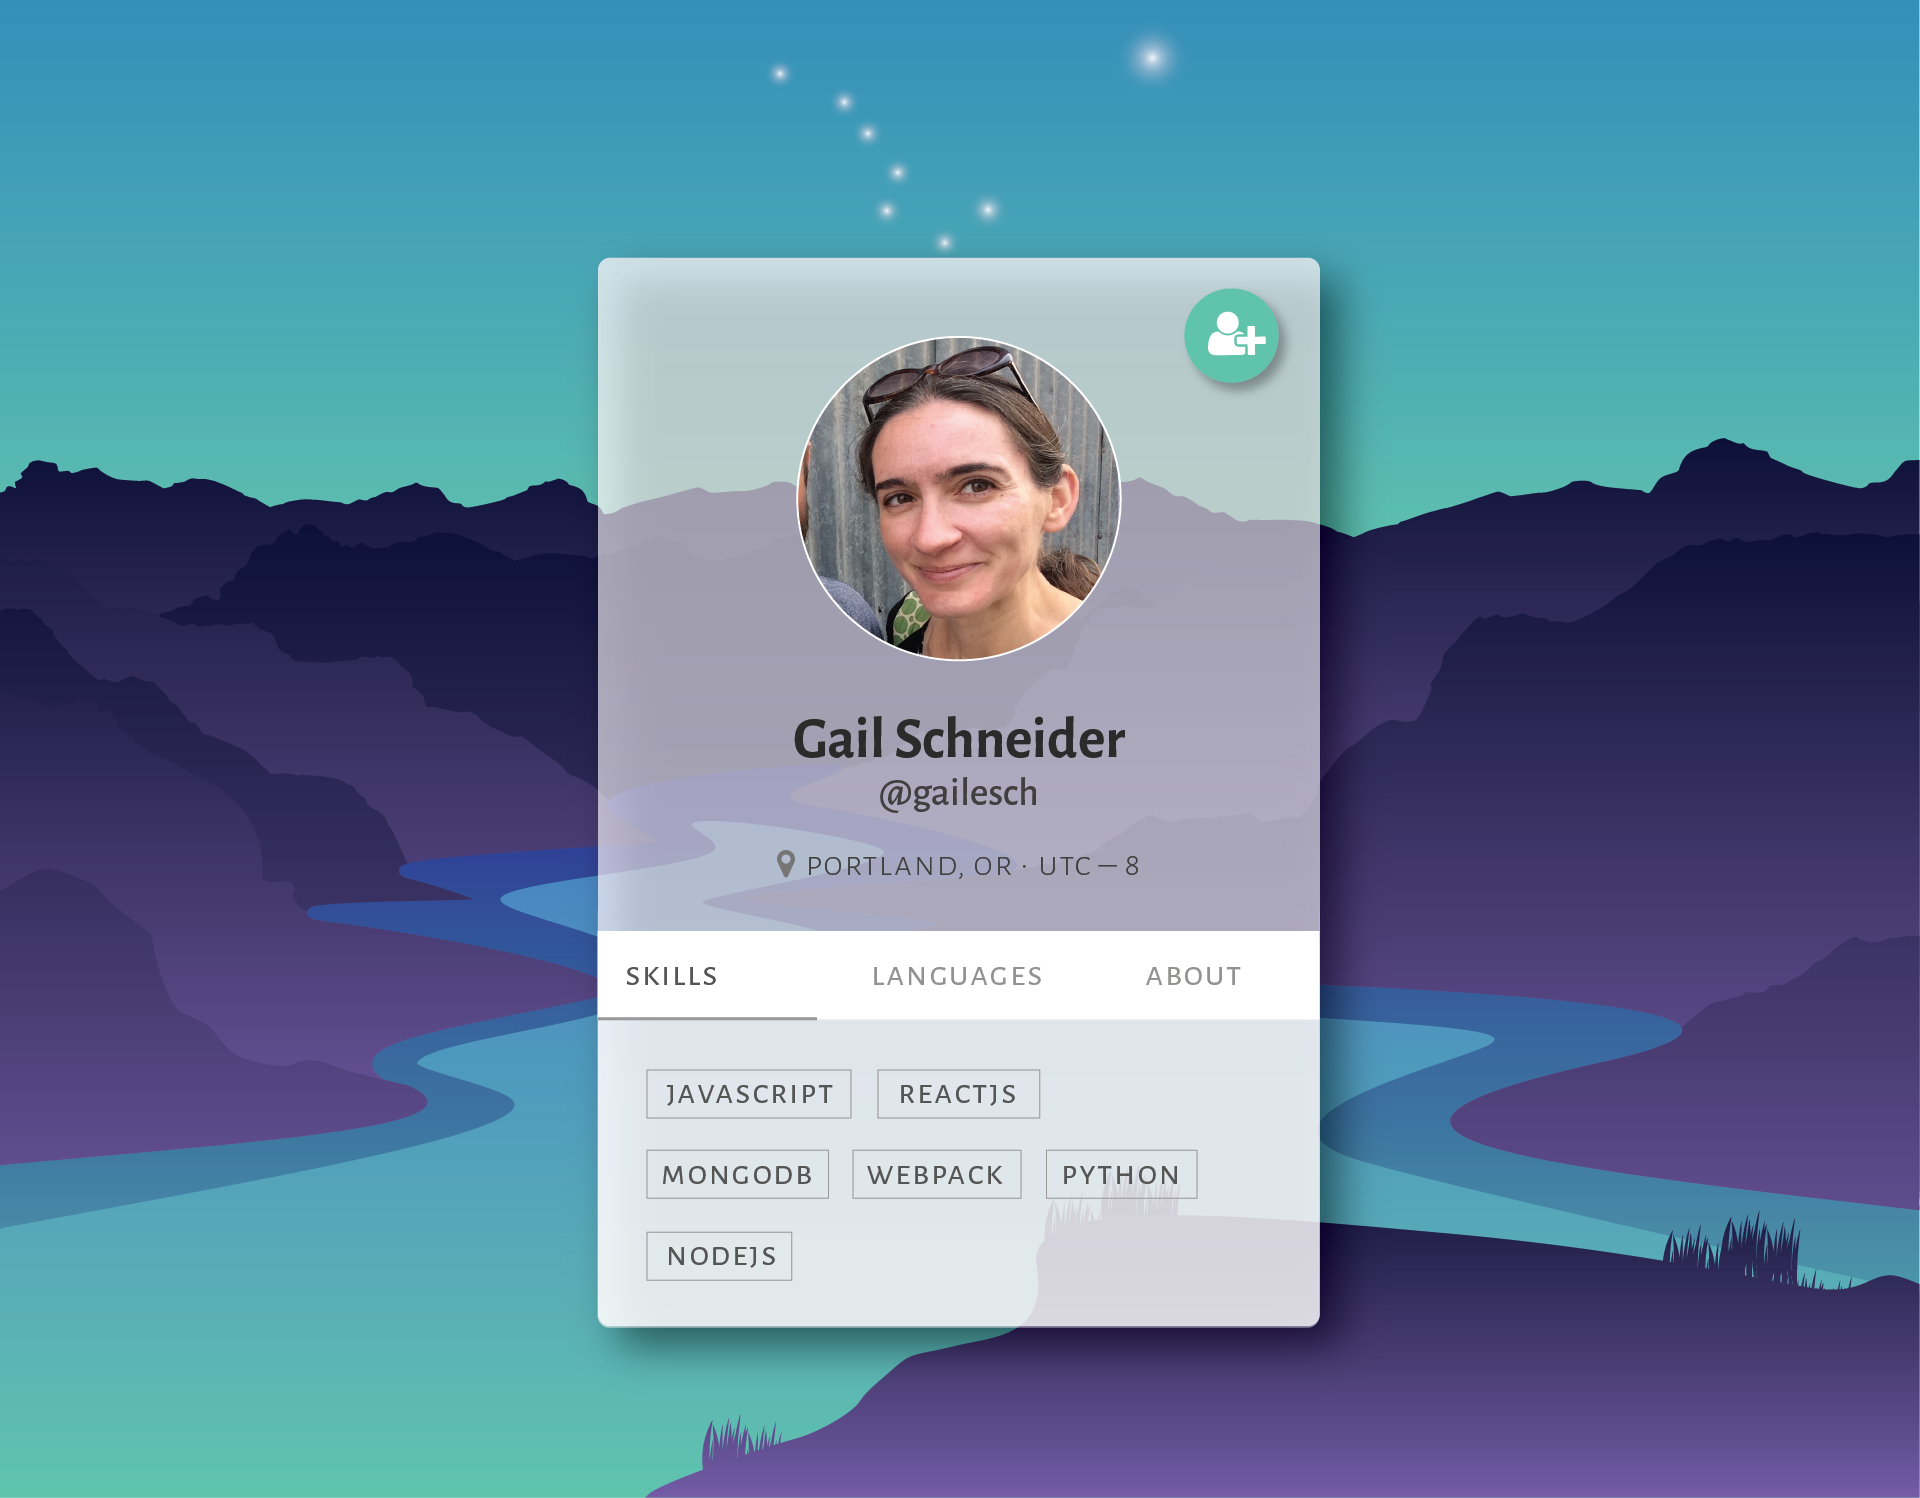 Gail Schneider
@gailesch
PORTLAND, OR · UTC – 8
SKILLS LANGUAGES ABOUT
JAVASCRIPT REACTJS
MONGODB WEBPACK PYTHON
NODEJS